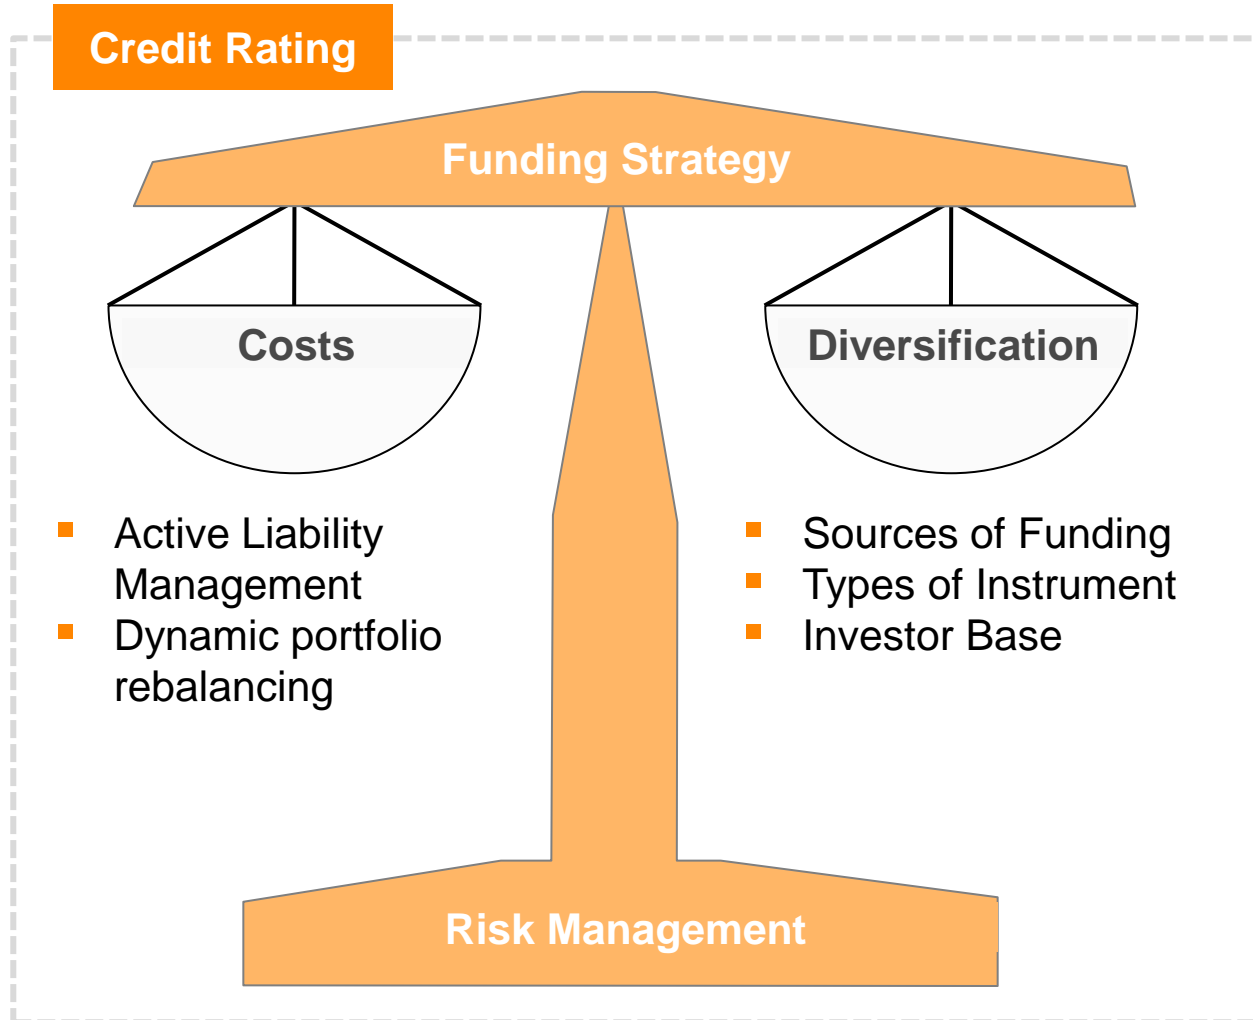 Credit Rating
Funding Strategy
Costs
Diversification
Active Liability
Management
Dynamic portfolio
rebalancing
Sources of Funding
Types of Instrument
Investor Base
Risk Management